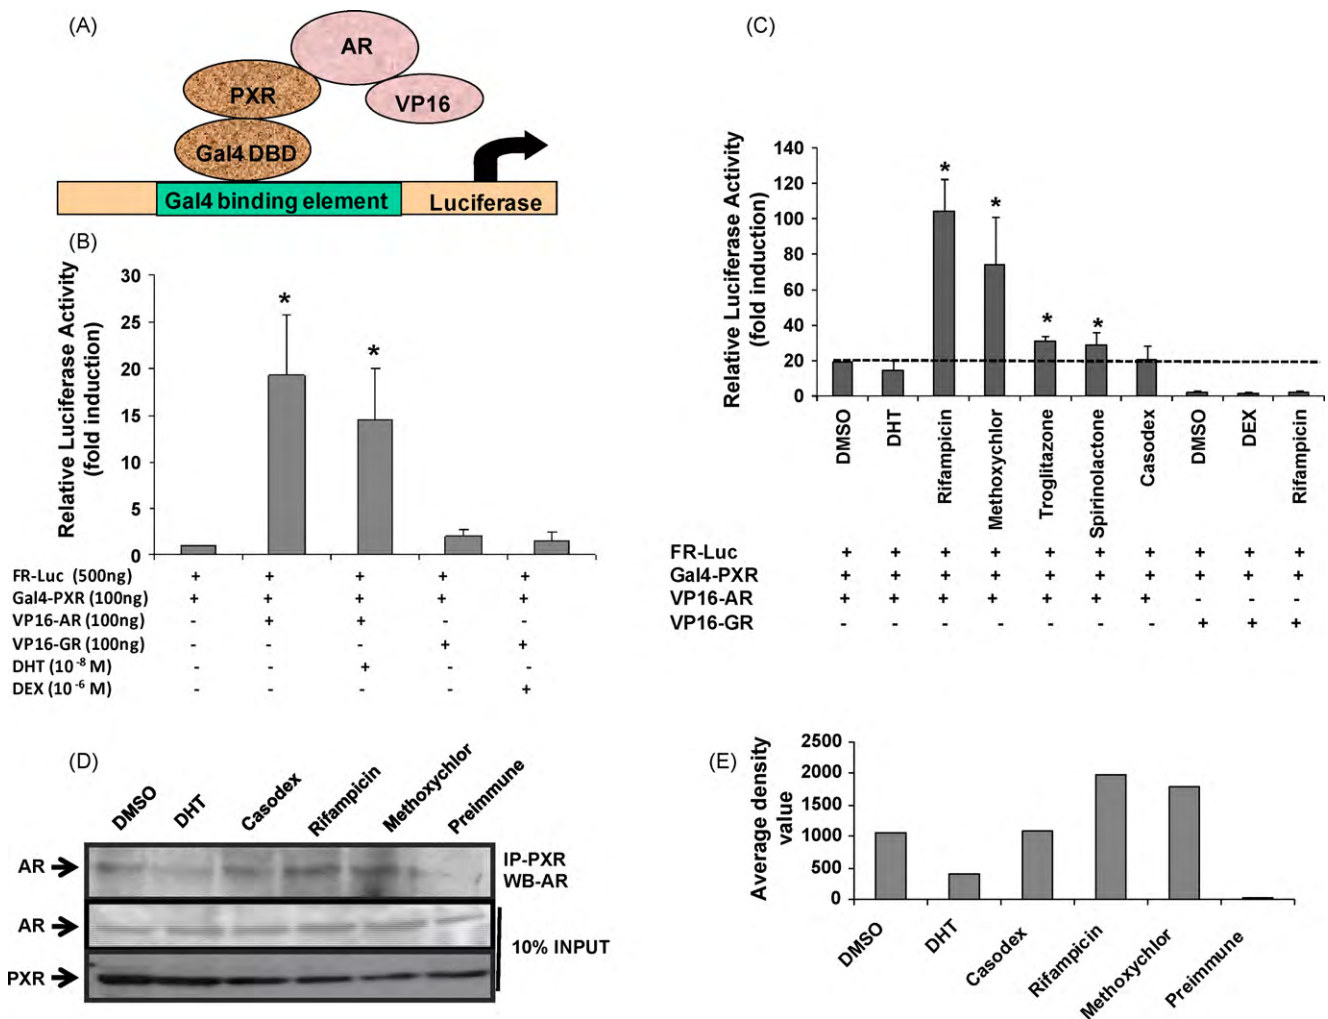 (A)
AR
PXR
VP16
Gal4 DBD
Gal4 binding element
Luciferase
(B)
Relative Luciferase Activity
(fold induction)
30
25
20
15
10
5
0
*
*
FR-Luc (500ng) + + + + +
Gal4-PXR (100ng) + + + + +
VP16-AR (100ng) - + + - -
VP16-GR (100ng) - - - + +
DHT (10⁻⁸ M) - - + - -
DEX (10⁻⁶ M) - - - - +
(C)
Relative Luciferase Activity
(fold induction)
140
120
100
80
60
40
20
0
*
*
*
*
DMSO
DHT
Rifampicin
Methoxychlor
Troglitazone
Spirinolactone
Casodex
DMSO
DEX
Rifampicin
FR-Luc + + + + + + + + + +
Gal4-PXR + + + + + + + + + +
VP16-AR + + + + + + + - - -
VP16-GR - - - - - - - + + +
(D)
DMSO
DHT
Casodex
Rifampicin
Methoxychlor
Preimmune
AR
IP-PXR
WB-AR
AR
10% INPUT
PXR
(E)
Average density
value
2500
2000
1500
1000
500
0
DMSO
DHT
Casodex
Rifampicin
Methoxychlor
Preimmune